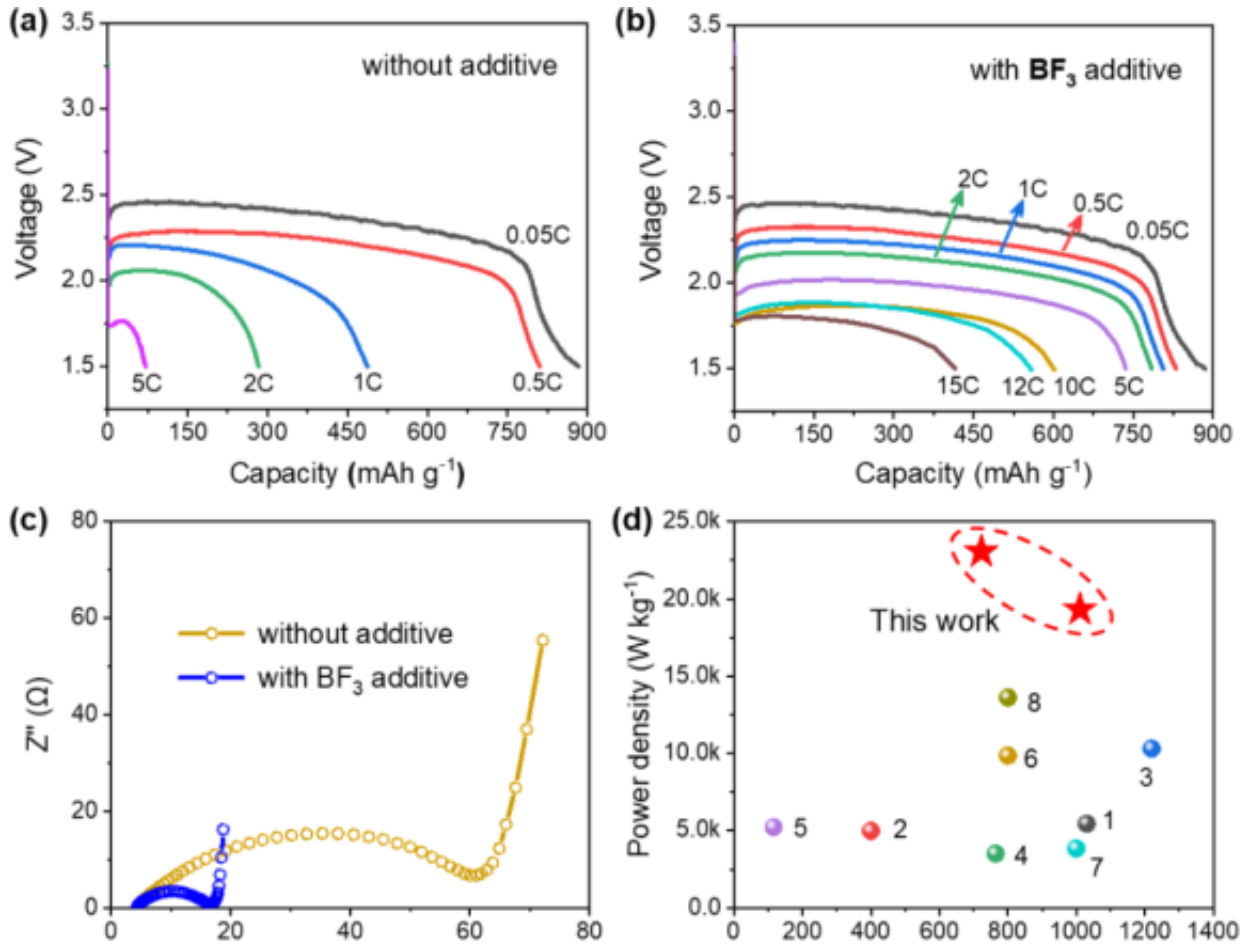 (a)
without additive
3.5
3.0
2.5
2.0
1.5
Voltage (V)
0.05C
5C
2C
1C
0.5C
0 150 300 450 600 750 900
Capacity (mAh g⁻¹)
(b)
with BF₃ additive
3.5
3.0
2.5
2.0
1.5
Voltage (V)
2C
1C
0.5C
0.05C
15C
12C
10C
5C
0 150 300 450 600 750 900
Capacity (mAh g⁻¹)
(c)
80
60
40
20
0
Z" (Ω)
without additive
with BF₃ additive
0 20 40 60 80
(d)
25.0k
20.0k
15.0k
10.0k
5.0k
0.0
Power density (W kg⁻¹)
This work
8
6
3
5
2
1
4
7
0 200 400 600 800 1000 1200 1400